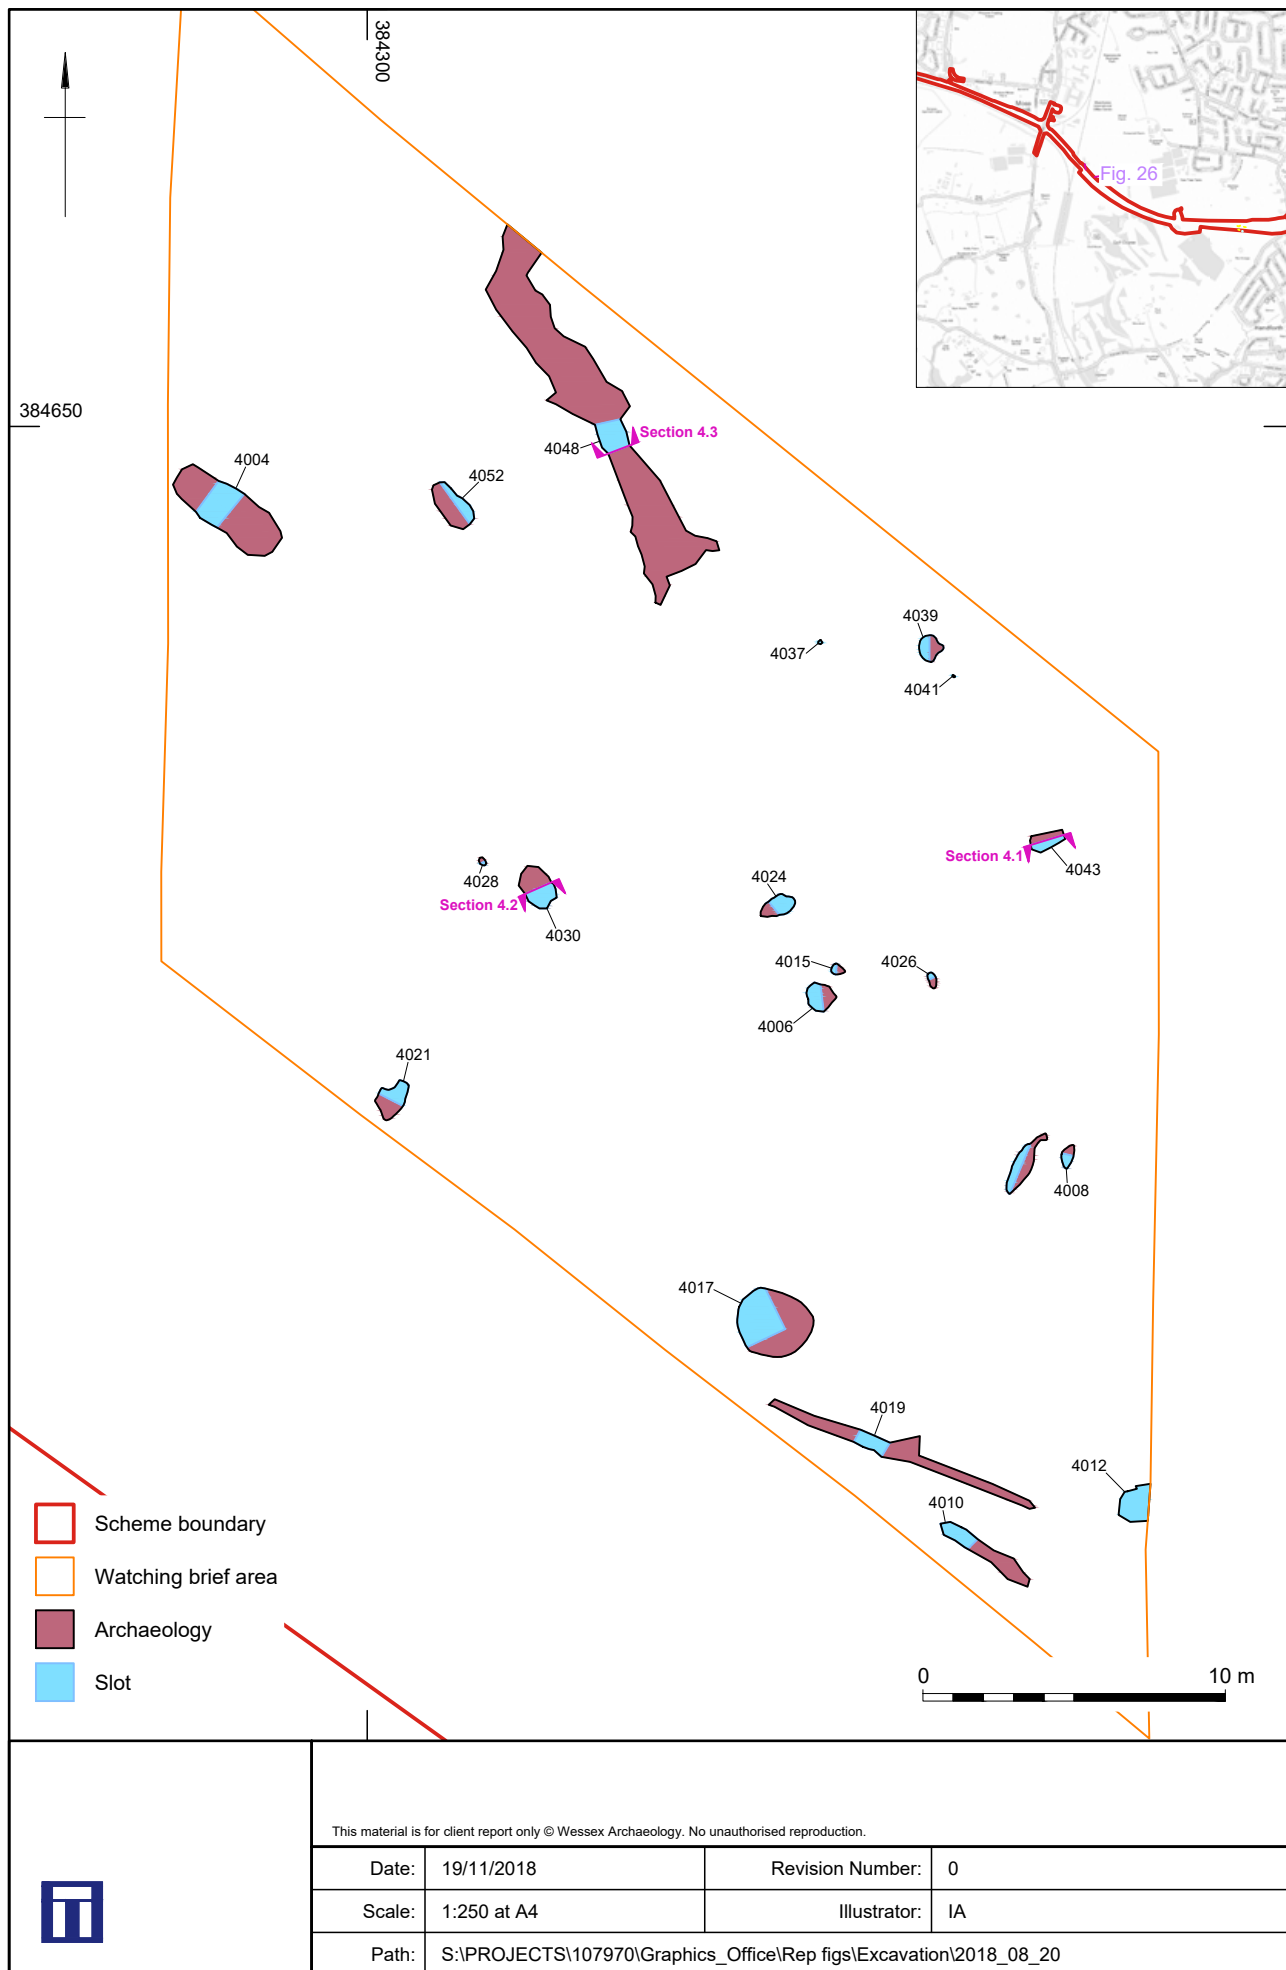 384300
Fig. 26
384650
Section 4.3
4048
4004
4052
4039
4037
4041
Section 4.1
4043
4028
Section 4.2
4030
4024
4015
4026
4006
4021
4008
4017
4019
4012
4010
Scheme boundary
Watching brief area
Archaeology
Slot
0 10 m
This material is for client report only © Wessex Archaeology. No unauthorised reproduction.
Date: 19/11/2018 Revision Number: 0
Scale: 1:250 at A4 Illustrator: IA
Path: S:\PROJECTS\107970\Graphics_Office\Rep figs\Excavation\2018_08_20